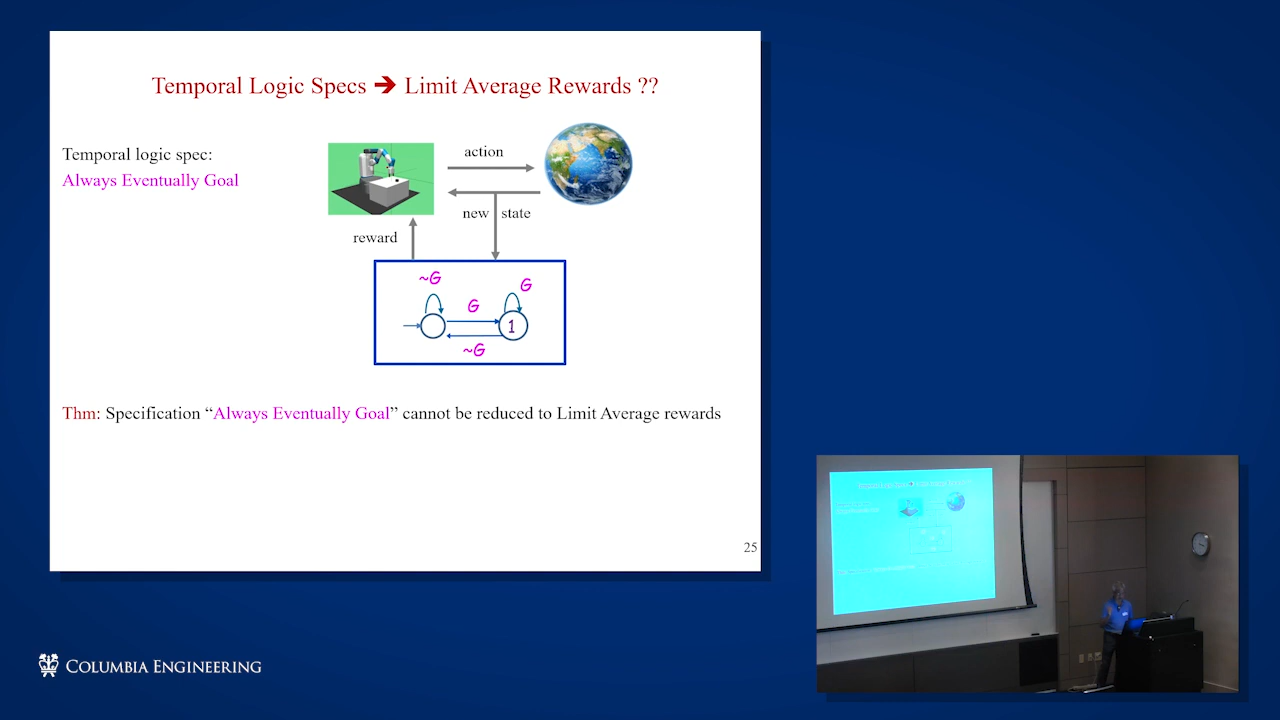 Temporal Logic Specs ➔ Limit Average Rewards ??
Temporal logic spec:
Always Eventually Goal
action
new state
reward
~G
G
G
1
~G
Thm: Specification “Always Eventually Goal” cannot be reduced to Limit Average rewards
25
COLUMBIA ENGINEERING